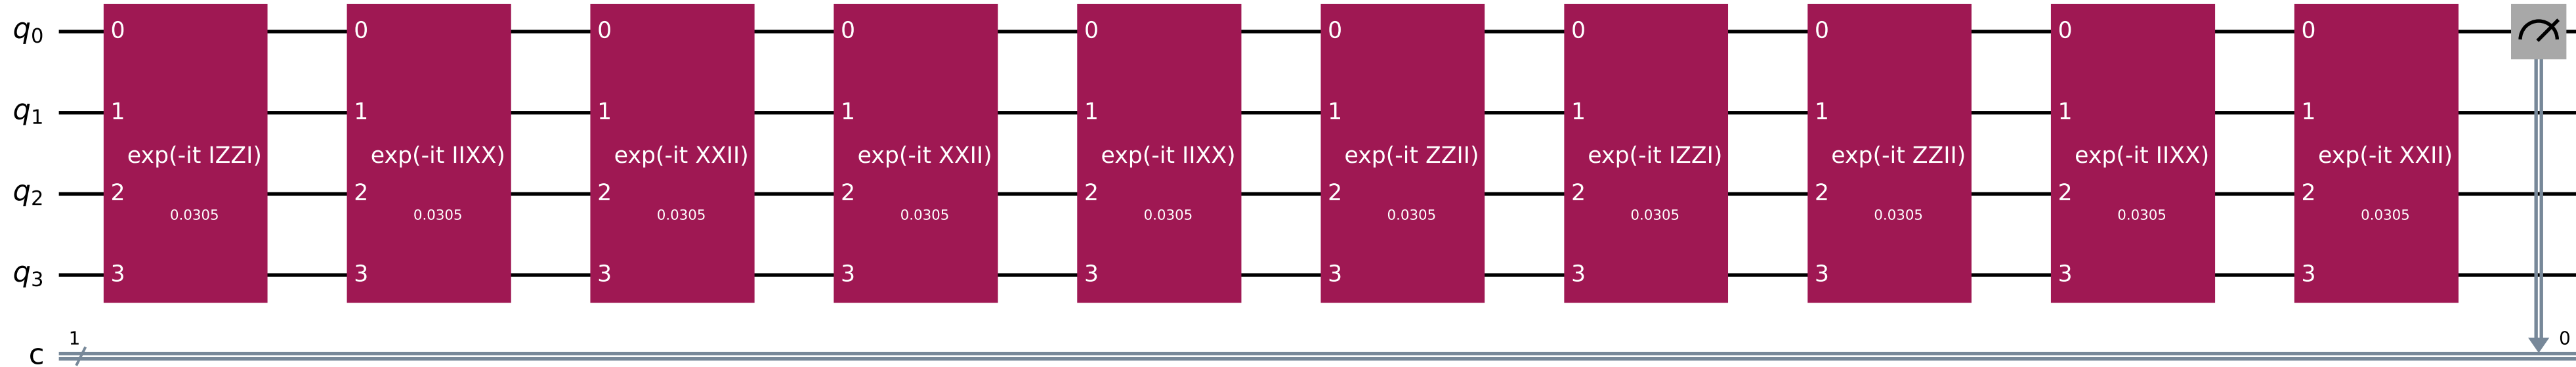 q0 0 0 0 0 0 0 0 0 0 0
q1 1 1 1 1 1 1 1 1 1 1
exp(-it IZZI) exp(-it IIXX) exp(-it XXII) exp(-it XXII) exp(-it IIXX) exp(-it ZZII) exp(-it IZZI) exp(-it ZZII) exp(-it IIXX) exp(-it XXII)
q2 2 2 2 2 2 2 2 2 2 2
0.0305 0.0305 0.0305 0.0305 0.0305 0.0305 0.0305 0.0305 0.0305 0.0305
q3 3 3 3 3 3 3 3 3 3 3
1 0
c